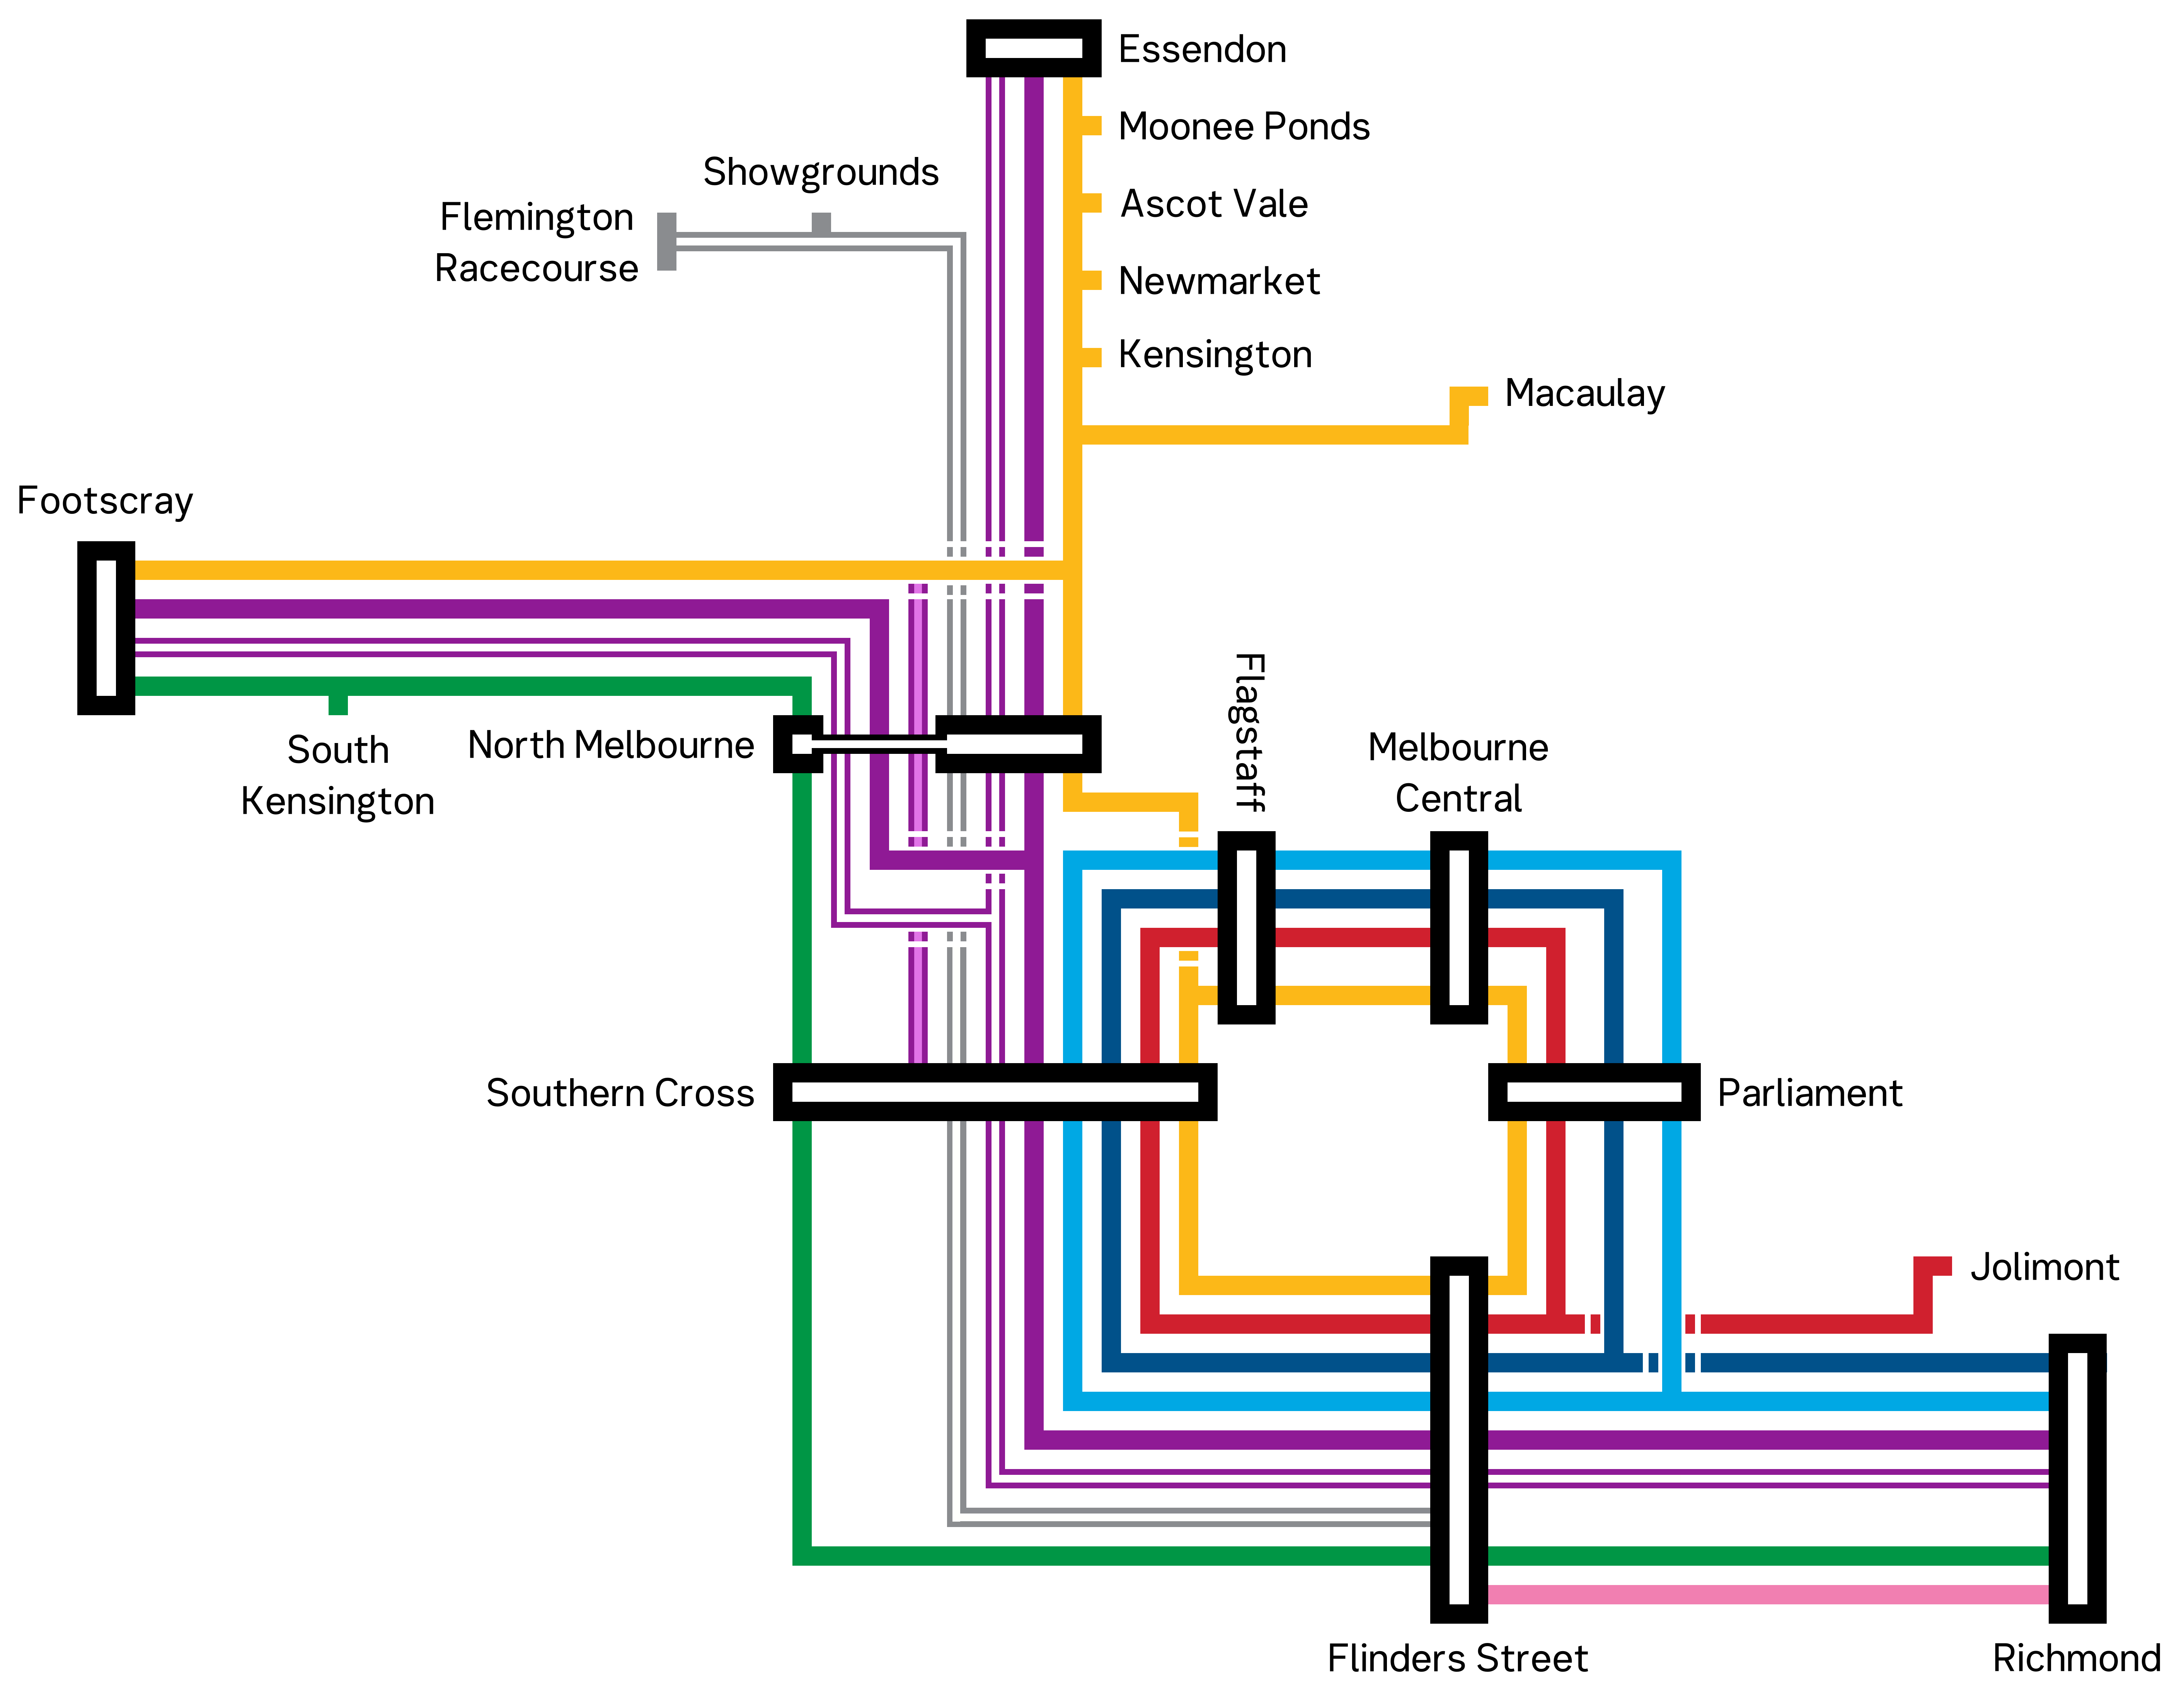 Essendon
Moonee Ponds
Showgrounds
Ascot Vale
Flemington
Racecourse
Newmarket
Kensington
Macaulay
Footscray
Flagstaff
South
Kensington
North Melbourne
Melbourne
Central
Southern Cross
Parliament
Jolimont
Flinders Street
Richmond